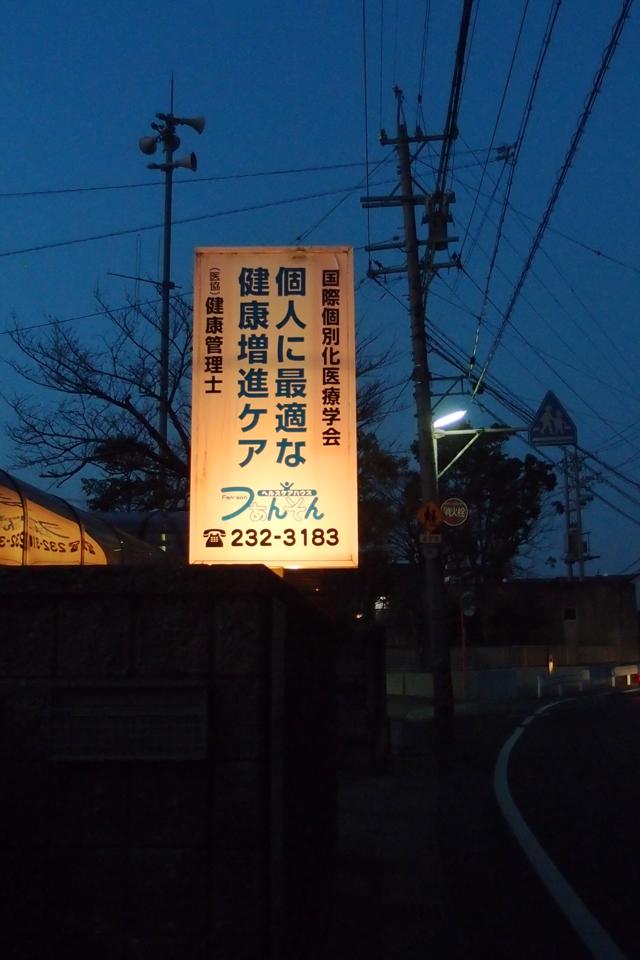 国際個別化医療学会
個人に最適な
健康増進ケア
(医協)健康管理士
ヘルスケアハウス
Fan-son
ふぁんそん
☎232-3183
消火栓